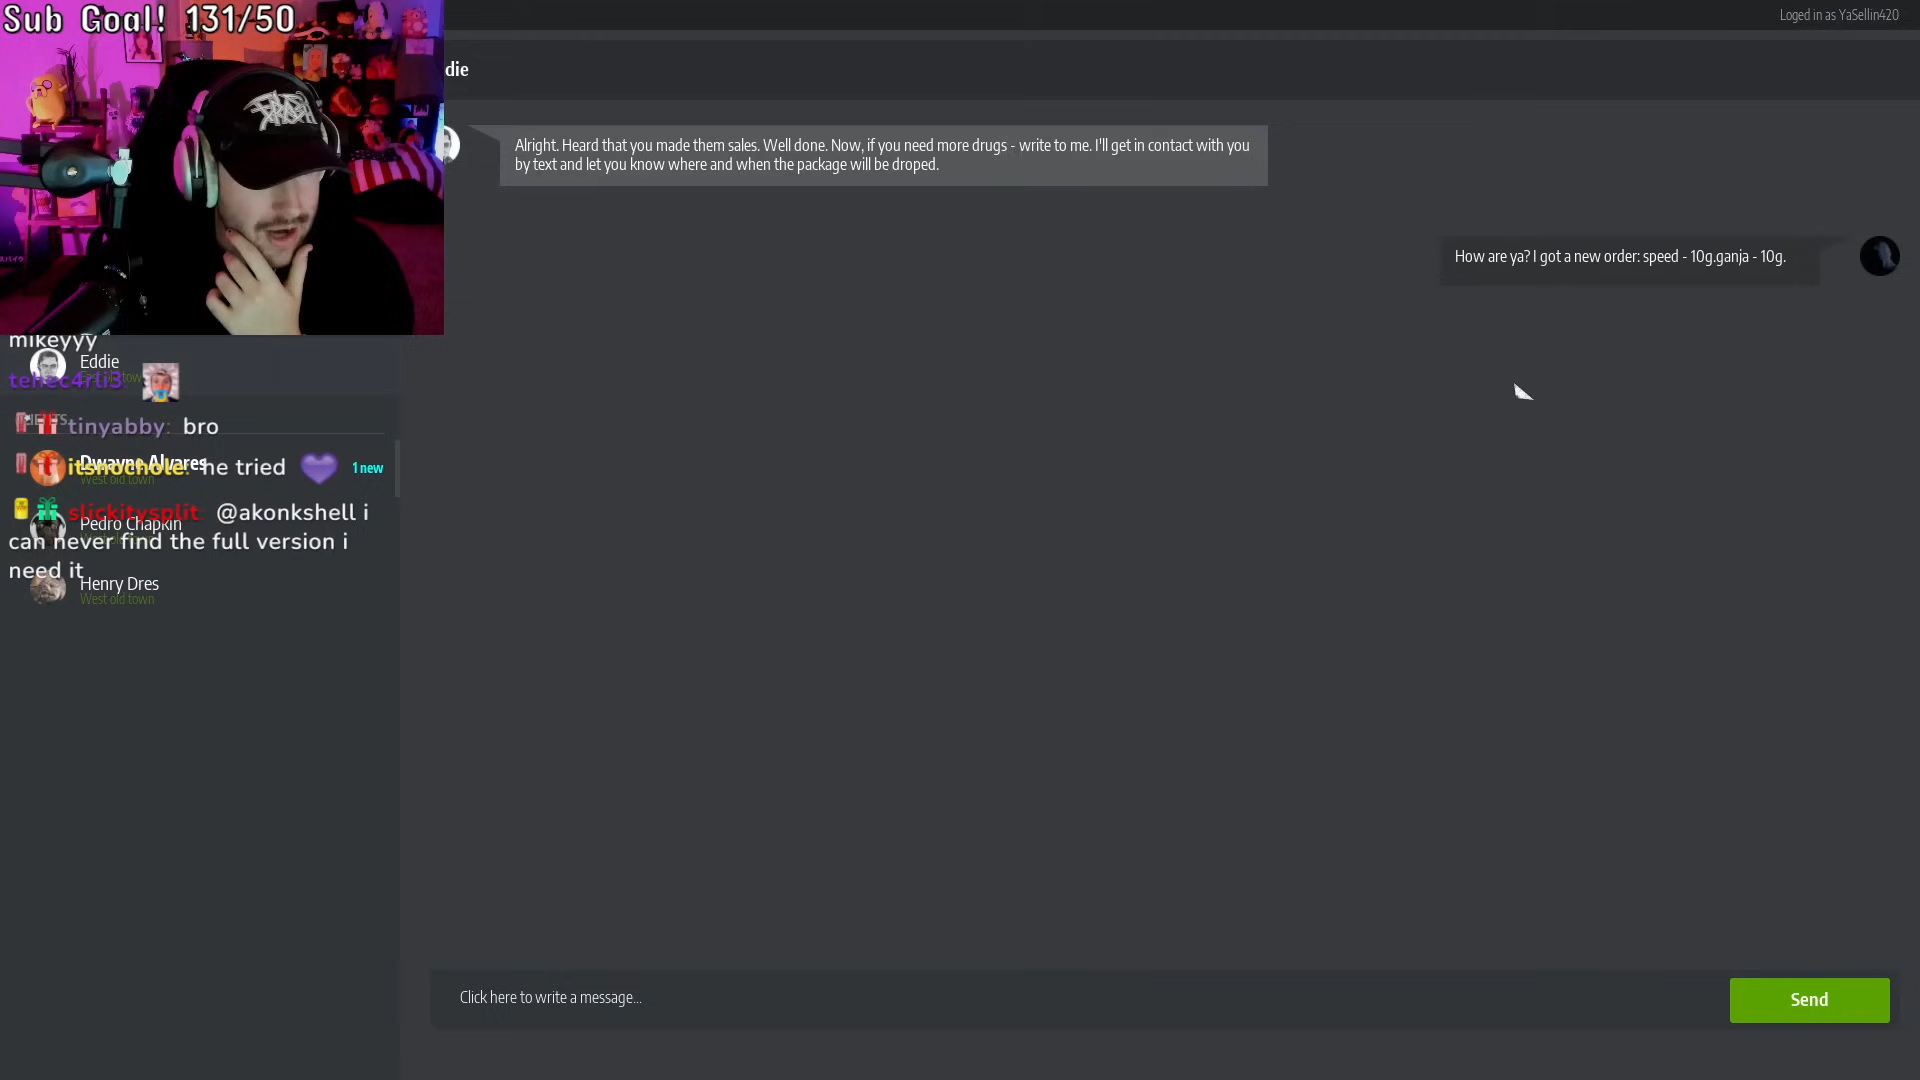 Sub Goal! 131/50
Loged in as YaSellin420
die
Alright. Heard that you made them sales. Well done. Now, if you need more drugs - write to me. I'll get in contact with you
by text and let you know where and when the package will be droped.
How are ya? I got a new order: speed - 10g.ganja - 10g.
mikeyyy
Eddie
tehec4rli3:
tinyabby: bro
Dwayne Alvares
itsnochole: he tried
1 new
West old town
slickitysplit: @akonkshell i
Pedro Chapkin
can never find the full version i
need it
Henry Dres
West old town
Click here to write a message...
Send